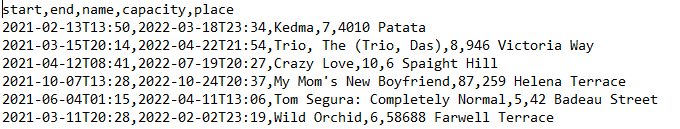 start,end,name,capacity,place
2021-02-13T13:50,2022-03-18T23:34,Kedma,7,4010 Patata
2021-03-15T20:14,2022-04-22T21:54,Trio, The (Trio, Das),8,946 Victoria Way
2021-04-12T08:41,2022-07-19T20:27,Crazy Love,10,6 Spaight Hill
2021-10-07T13:28,2022-10-24T20:37,My Mom's New Boyfriend,87,259 Helena Terrace
2021-06-04T01:15,2022-04-11T13:06,Tom Segura: Completely Normal,5,42 Badeau Street
2021-03-11T20:28,2022-02-02T23:19,Wild Orchid,6,58688 Farwell Terrace